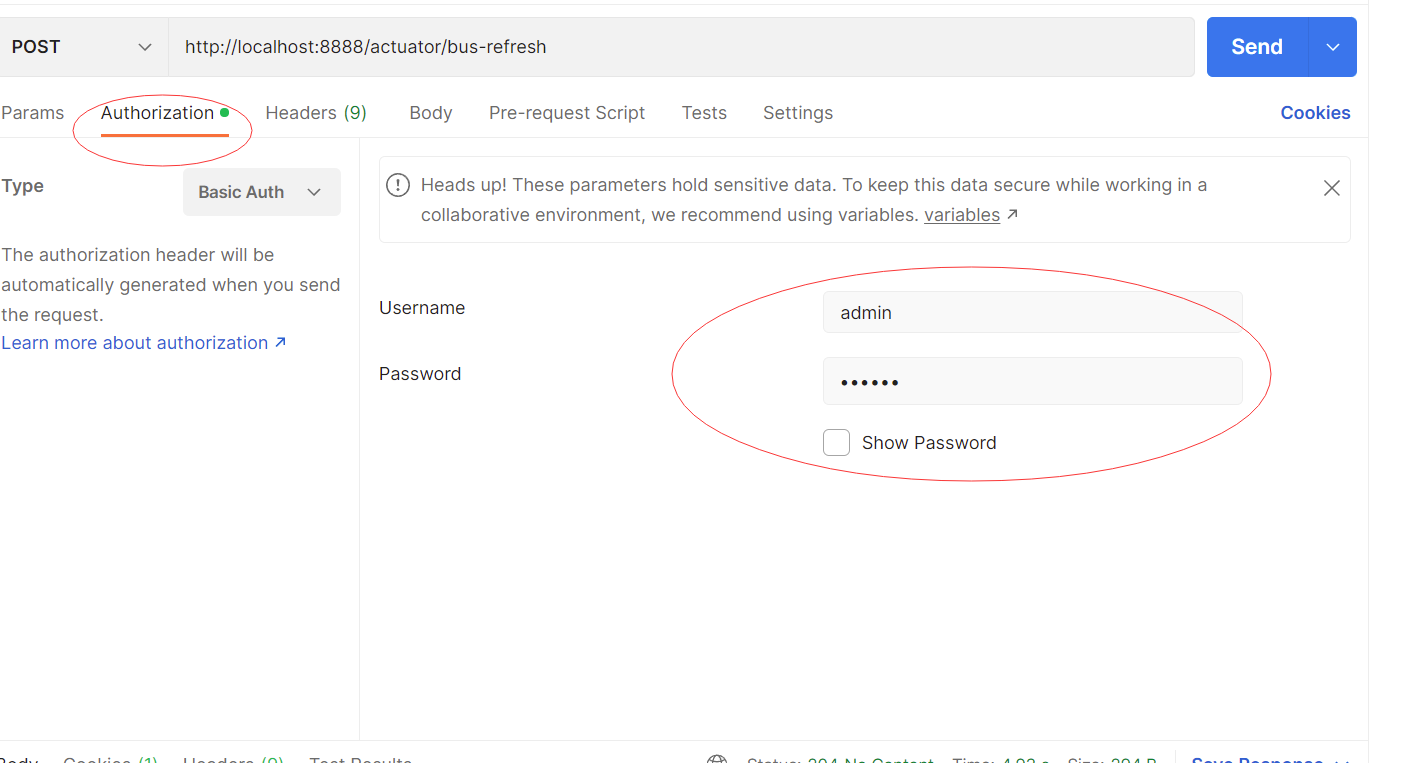 POST
http://localhost:8888/actuator/bus-refresh
Send
Params
Authorization
Headers (9)
Body
Pre-request Script
Tests
Settings
Cookies
Type
Basic Auth
The authorization header will be
automatically generated when you send
the request.
Learn more about authorization
Heads up! These parameters hold sensitive data. To keep this data secure while working in a
collaborative environment, we recommend using variables. variables
Username
admin
Password
••••••
Show Password
Body
Cookies (1)
Headers (9)
Test Results
Status: 204 No Content
Time: 4.93 s
Size: 294 B
Save Response